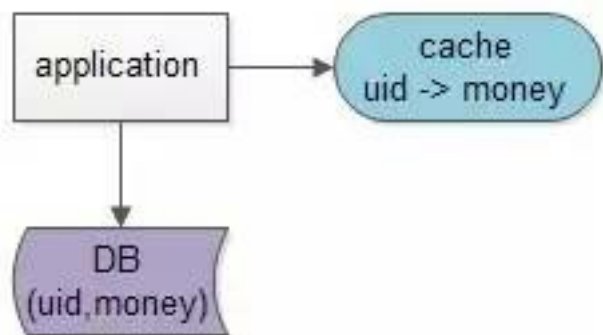 application
cache
uid -> money
DB
(uid,money)